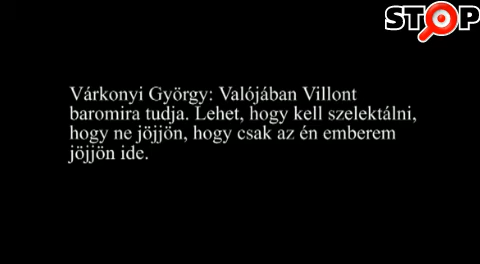 STOP
Várkonyi György: Valójában Villont
baromira tudja. Lehet, hogy kell szelektálni,
hogy ne jöjjön, hogy csak az én emberem
jöjjön ide.